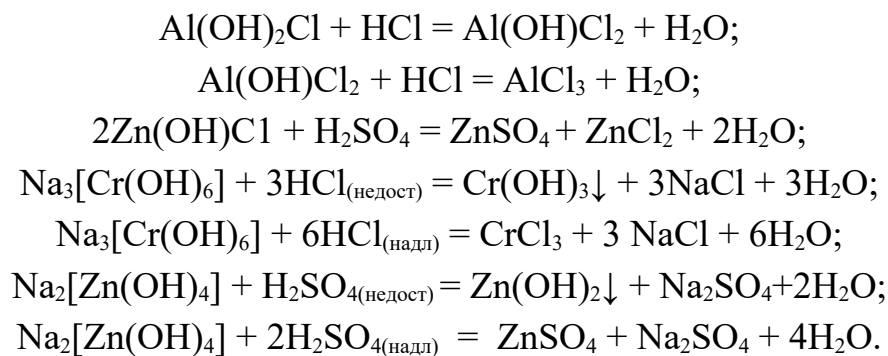 Al(OH)₂Cl + HCl = Al(OH)Cl₂ + H₂O;
Al(OH)Cl₂ + HCl = AlCl₃ + H₂O;
2Zn(OH)C1 + H₂SO₄ = ZnSO₄ + ZnCl₂ + 2H₂O;
Na₃[Cr(OH)₆] + 3HCl(недост) = Cr(OH)₃↓ + 3NaCl + 3H₂O;
Na₃[Cr(OH)₆] + 6HCl(надл) = CrCl₃ + 3 NaCl + 6H₂O;
Na₂[Zn(OH)₄] + H₂SO₄(недост) = Zn(OH)₂↓ + Na₂SO₄+2H₂O;
Na₂[Zn(OH)₄] + 2H₂SO₄(надл) = ZnSO₄ + Na₂SO₄ + 4H₂O.